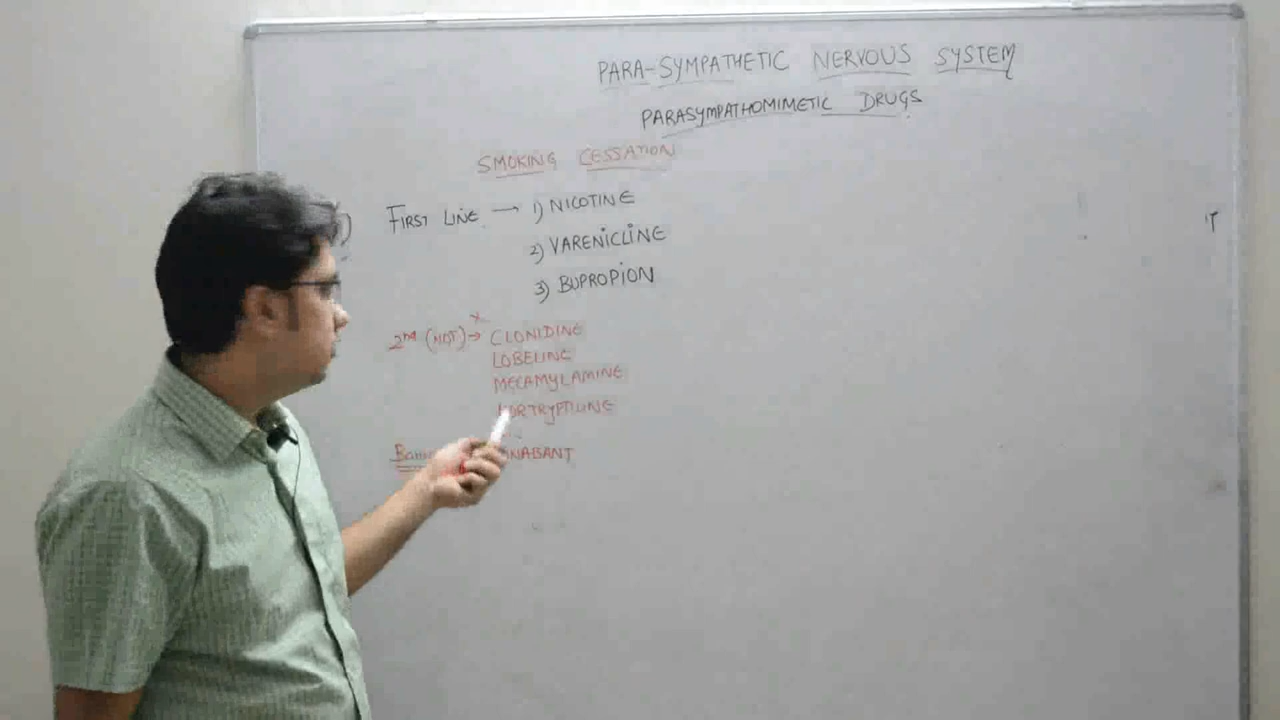 PARA-SYMPATHETIC NERVOUS SYSTEM
PARASYMPATHOMIMETIC DRUGS
SMOKING CESSATION
FIRST LINE → 1) NICOTINE
2) VARENICLINE
3) BUPROPION
2nd (NOT) → CLONIDINE
LOBELINE
MECAMYLAMINE
NORTRYPTILINE